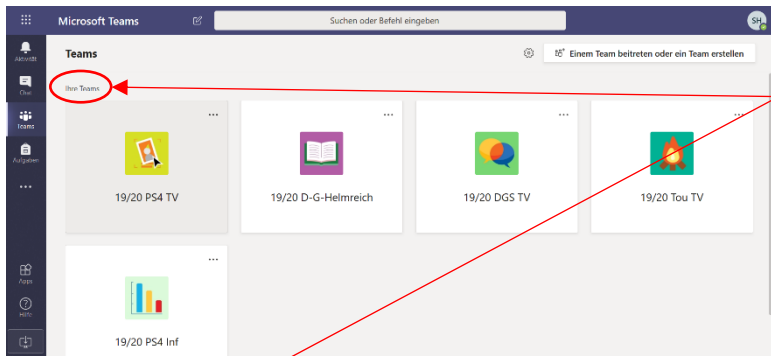 Microsoft Teams
Suchen oder Befehl eingeben
SH
Aktivität
Chat
Teams
Aufgaben
Apps
Hilfe
Teams
Einem Team beitreten oder ein Team erstellen
Ihre Teams
19/20 PS4 TV
19/20 D-G-Helmreich
19/20 DGS TV
19/20 Tou TV
19/20 PS4 Inf